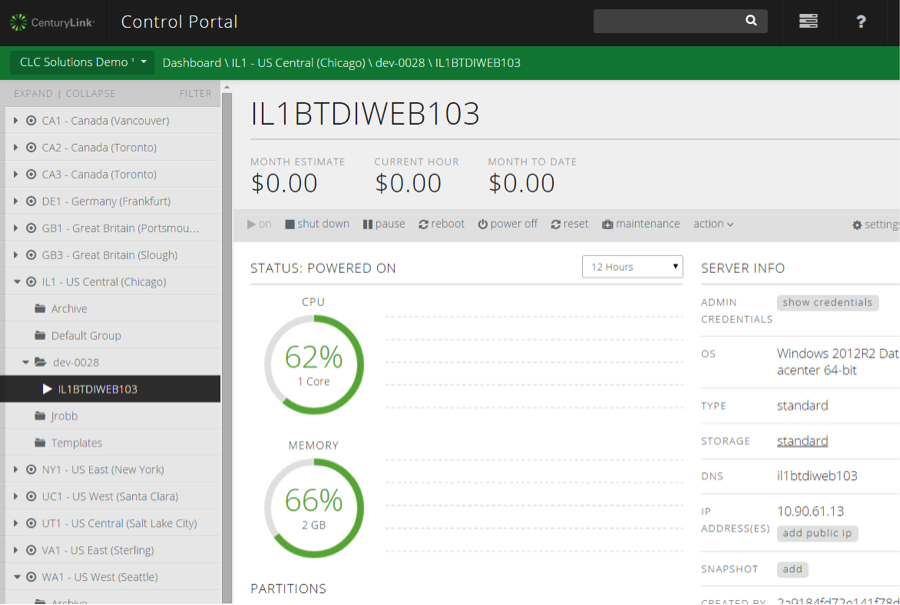 CenturyLink
Control Portal
?
CLC Solutions Demo
Dashboard \ IL1 - US Central (Chicago) \ dev-0028 \ IL1BTDIWEB103
EXPAND | COLLAPSE
FILTER
CA1 - Canada (Vancouver)
CA2 - Canada (Toronto)
CA3 - Canada (Toronto)
DE1 - Germany (Frankfurt)
GB1 - Great Britain (Portsmou...
GB3 - Great Britain (Slough)
IL1 - US Central (Chicago)
Archive
Default Group
dev-0028
IL1BTDIWEB103
Jrobb
Templates
NY1 - US East (New York)
UC1 - US West (Santa Clara)
UT1 - US Central (Salt Lake City)
VA1 - US East (Sterling)
WA1 - US West (Seattle)
Archive
IL1BTDIWEB103
MONTH ESTIMATE
$0.00
CURRENT HOUR
$0.00
MONTH TO DATE
$0.00
on shut down pause reboot power off reset maintenance action settings
STATUS: POWERED ON
12 Hours
CPU
62%
1 Core
MEMORY
66%
2 GB
PARTITIONS
SERVER INFO
ADMIN
CREDENTIALS
show credentials
OS
Windows 2012R2 Dat
acenter 64-bit
TYPE
standard
STORAGE
standard
DNS
il1btdiweb103
IP
ADDRESS(ES)
10.90.61.13
add public ip
SNAPSHOT
add
CREATED BY